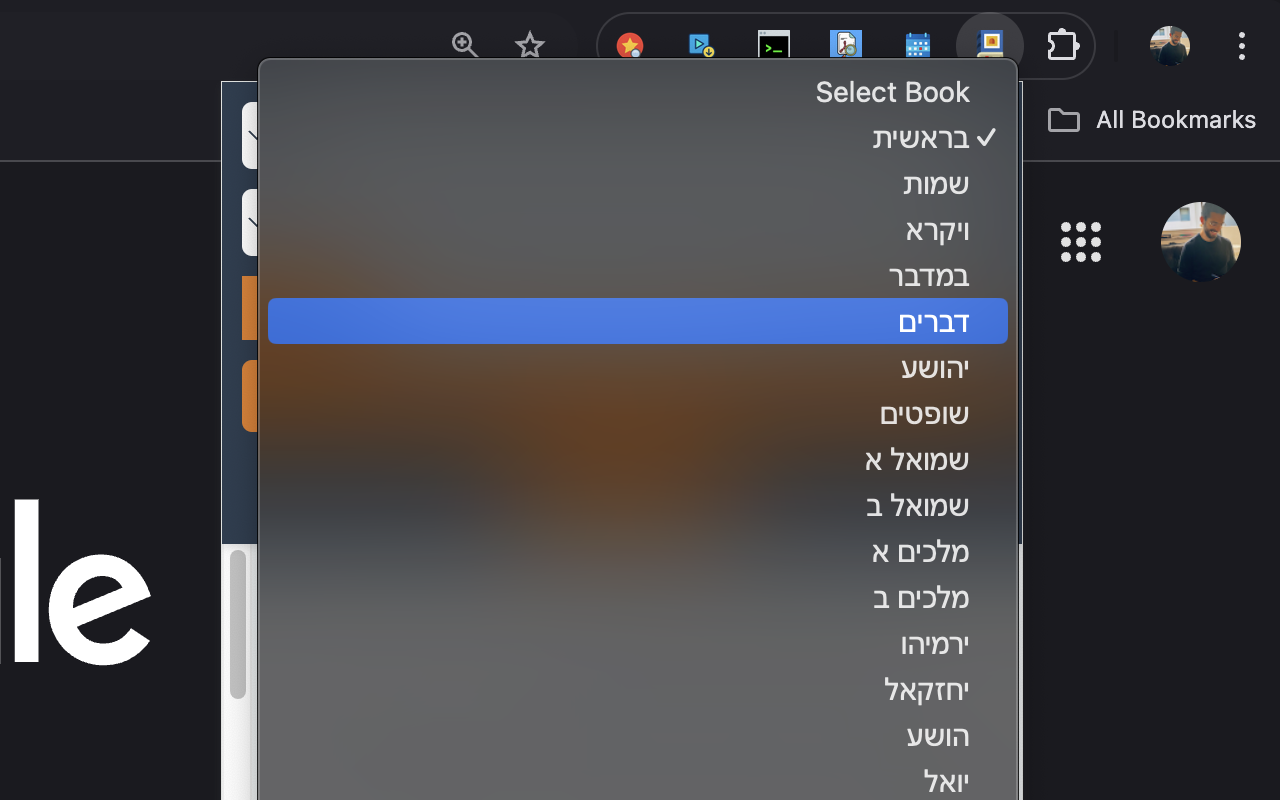 Select Book
✓ בראשית
שמות
ויקרא
במדבר
דברים
יהושע
שופטים
שמואל א
שמואל ב
מלכים א
מלכים ב
ירמיהו
יחזקאל
הושע
יואל
All Bookmarks
le